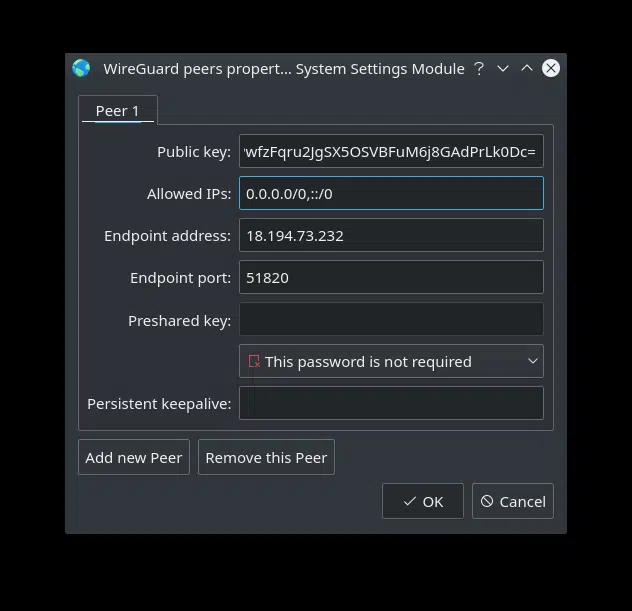 WireGuard peers propert... System Settings Module
Peer 1
Public key: wfzFqru2JgSX5OSVBFuM6j8GAdPrLk0Dc=
Allowed IPs: 0.0.0.0/0,::/0
Endpoint address: 18.194.73.232
Endpoint port: 51820
Preshared key:
This password is not required
Persistent keepalive:
Add new Peer Remove this Peer
OK Cancel